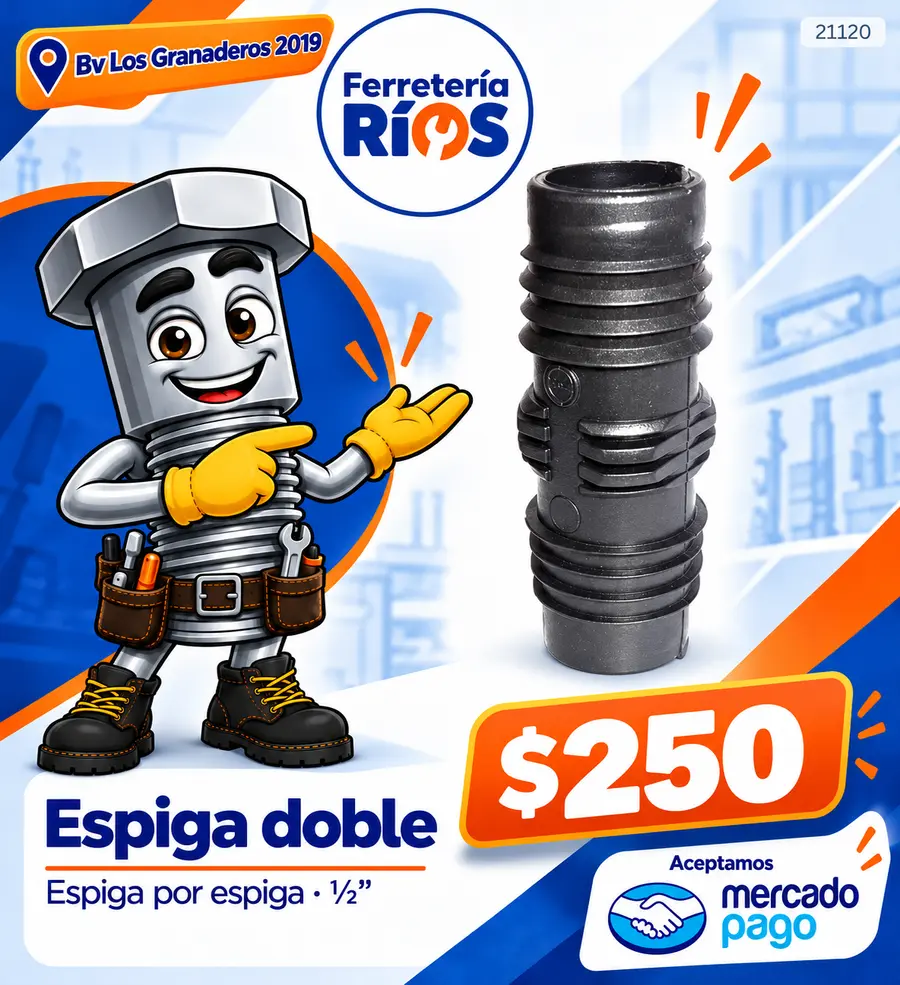 Bv Los Granaderos 2019
21120
Ferretería
RÍOS
$250
Espiga doble
Espiga por espiga · ½”
Aceptamos
mercado
pago